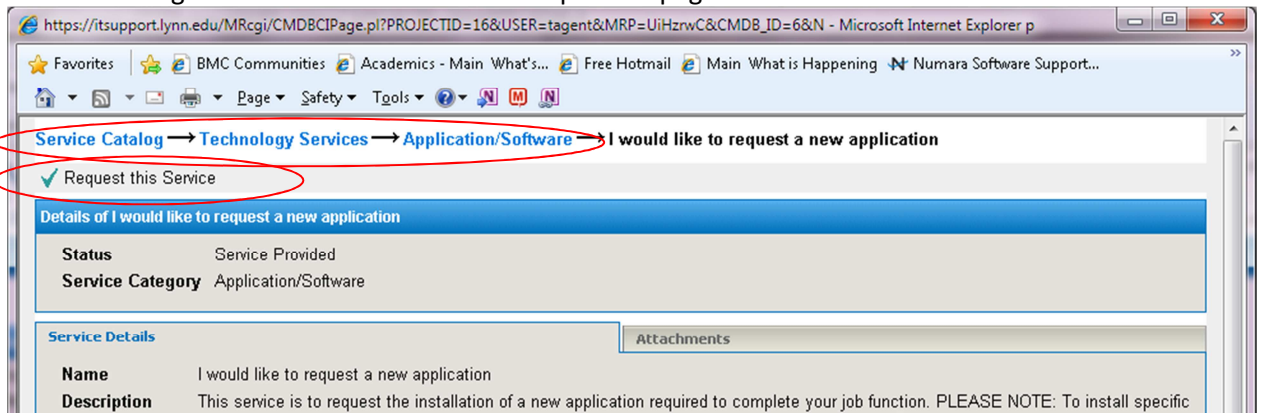 https://itsupport.lynn.edu/MRcgi/CMDBCIPage.pl?PROJECTID=16&USER=tagent&MRP=UiHzrwC&CMDB_ID=6&N - Microsoft Internet Explorer p
Favorites BMC Communities Academics - Main What's... Free Hotmail Main What is Happening Numara Software Support... »
Page Safety Tools
Service Catalog → Technology Services → Application/Software → I would like to request a new application
Request this Service
Details of I would like to request a new application
Status Service Provided
Service Category Application/Software
Service Details Attachments
Name I would like to request a new application
Description This service is to request the installation of a new application required to complete your job function. PLEASE NOTE: To install specific